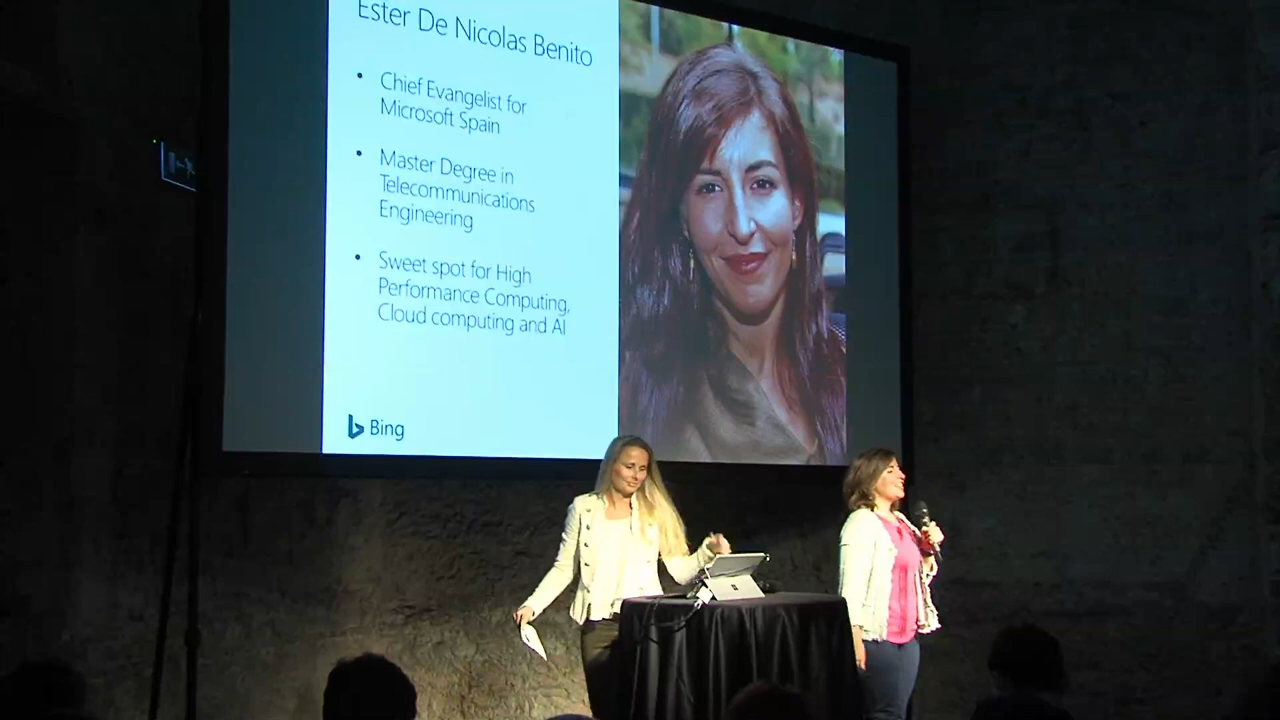 Ester De Nicolas Benito
• Chief Evangelist for
Microsoft Spain
• Master Degree in
Telecommunications
Engineering
• Sweet spot for High
Performance Computing,
Cloud computing and AI
Bing